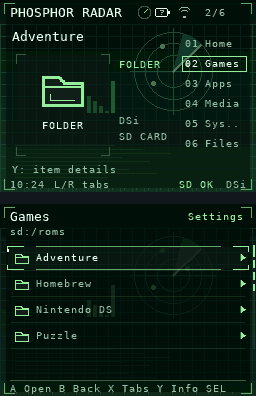 PHOSPHOR RADAR 2/6
Adventure
01 Home
FOLDER 02 Games
03 Apps
04 Media
FOLDER DSi 05 Sys..
SD CARD 06 Files
Y: item details
10:24 L/R tabs SD OK DSi
Games Settings
sd:/roms
Adventure
Homebrew
Nintendo DS
Puzzle
A Open B Back X Tabs Y Info SEL